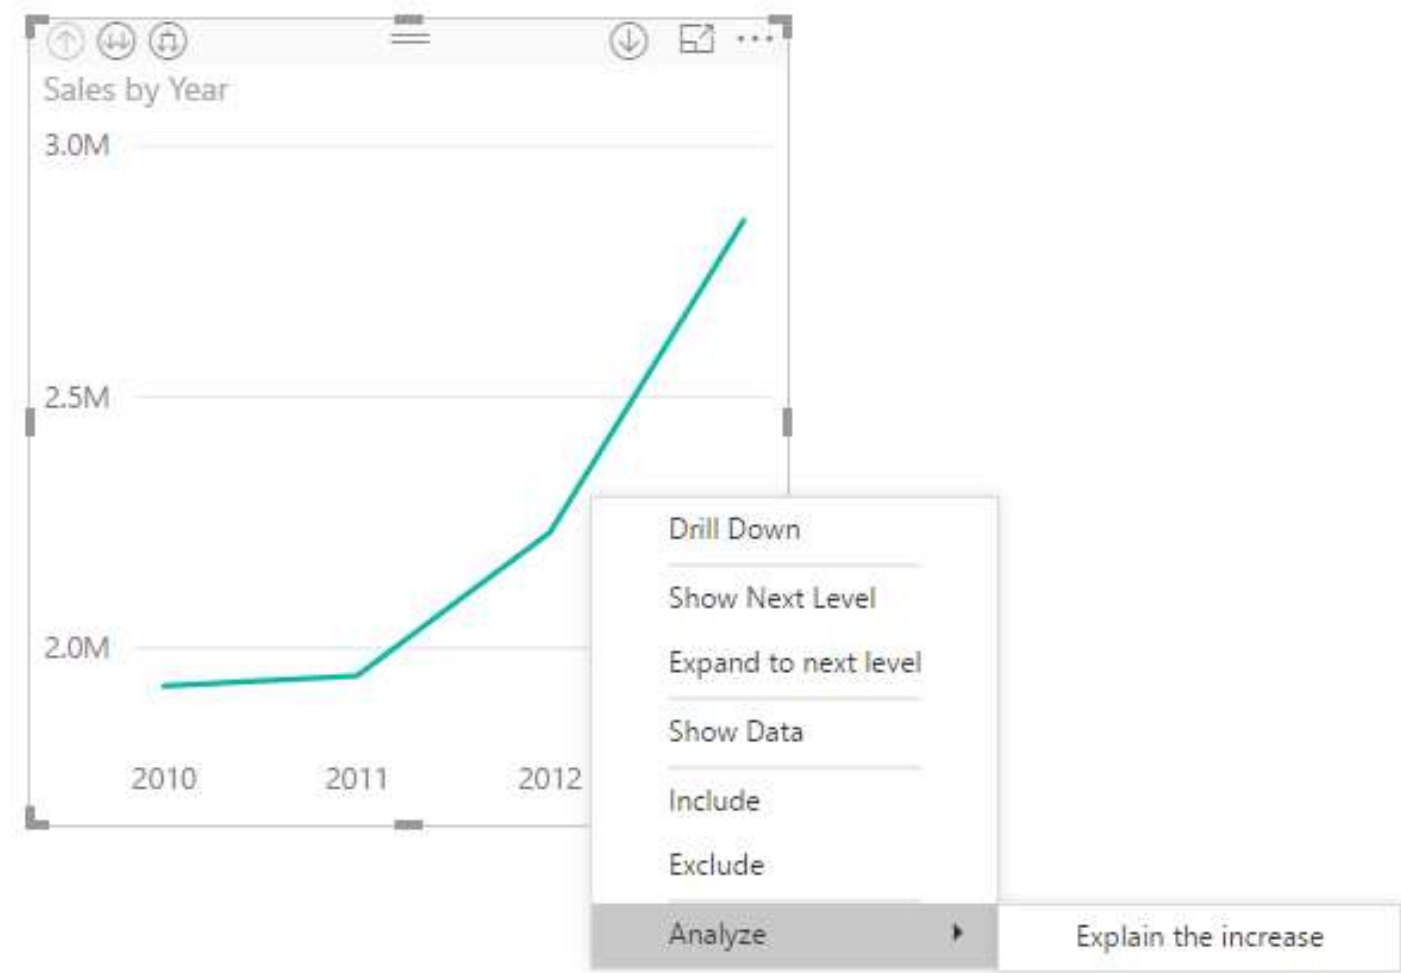 Sales by Year
3.0M
2.5M
2.0M
2010 2011 2012
Drill Down
Show Next Level
Expand to next level
Show Data
Include
Exclude
Analyze
Explain the increase